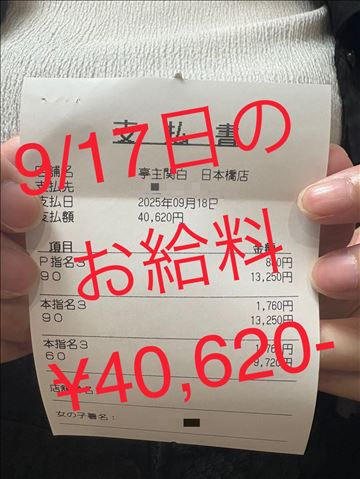 支払書
9/17日の
店舗名 亭主関白 日本橋店
支払先
支払日 2025年09月18日
支払額 40,620円
お給料
項目 金額
P指名3
90 13,250円
本指名3 1,760円
90 13,250円
本指名3
60 9,720円
¥40,620-
女の子署名: